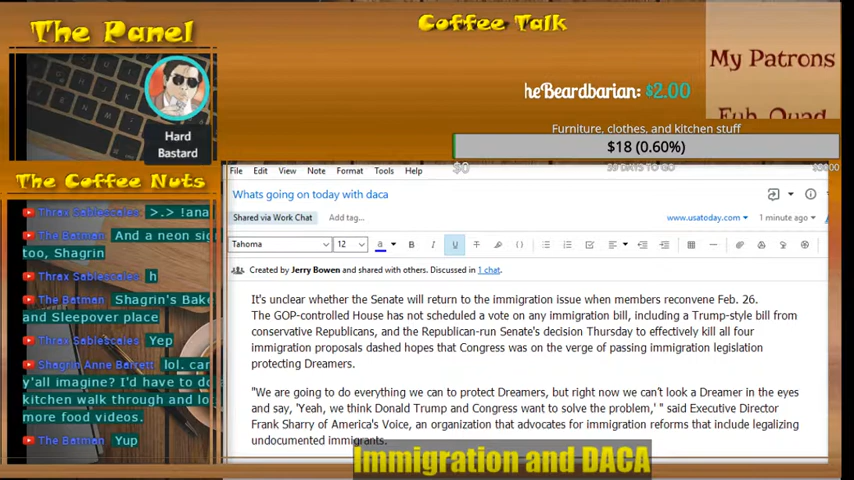 The Panel
Coffee Talk
My Patrons
Fub Quad
heBeardbarian: $2.00
Hard
Bastard
Furniture, clothes, and kitchen stuff
$18 (0.60%)
$0
39 DAYS TO GO
$3000
The Coffee Nuts
File Edit View Note Format Tools Help
Whats going on today with daca
Shared via Work Chat Add tag...
www.usatoday.com
1 minute ago
Tahoma 12
Created by Jerry Bowen and shared with others. Discussed in 1 chat.
Thrax Sablescales: >.> !ana
The Batman: And a neon sig
too, Shagrin
Thrax Sablescales: h
The Batman: Shagrin's Bake
and Sleepover place
Thrax Sablescales: Yep
Shagrin Anne Barrett: lol. can
y'all imagine? I'd have to do
kitchen walk through and lo
more food videos.
The Batman: Yup
It's unclear whether the Senate will return to the immigration issue when members reconvene Feb. 26.
The GOP-controlled House has not scheduled a vote on any immigration bill, including a Trump-style bill from
conservative Republicans, and the Republican-run Senate's decision Thursday to effectively kill all four
immigration proposals dashed hopes that Congress was on the verge of passing immigration legislation
protecting Dreamers.
"We are going to do everything we can to protect Dreamers, but right now we can't look a Dreamer in the eyes
and say, 'Yeah, we think Donald Trump and Congress want to solve the problem,' " said Executive Director
Frank Sharry of America's Voice, an organization that advocates for immigration reforms that include legalizing
undocumented immigrants.
Immigration and DACA